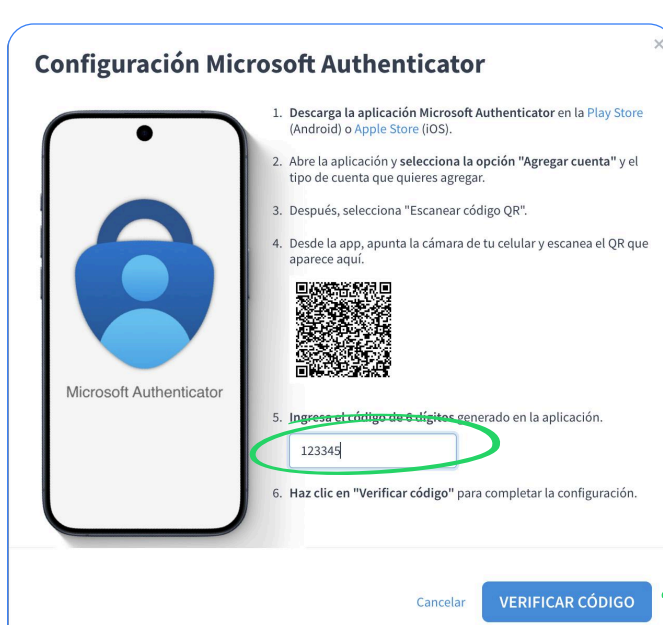 Configuración Microsoft Authenticator
1. Descarga la aplicación Microsoft Authenticator en la Play Store
(Android) o Apple Store (iOS).
2. Abre la aplicación y selecciona la opción "Agregar cuenta" y el
tipo de cuenta que quieres agregar.
3. Después, selecciona "Escanear código QR".
4. Desde la app, apunta la cámara de tu celular y escanea el QR que
aparece aquí.
Microsoft Authenticator
5. Ingresa el código de 6 dígitos generado en la aplicación.
123345
6. Haz clic en "Verificar código" para completar la configuración.
Cancelar
VERIFICAR CÓDIGO